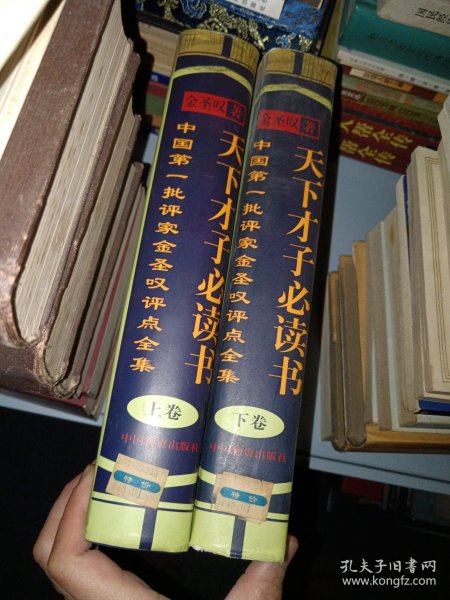 金圣叹著
天下才子必读书
中国第一批评家金圣叹评点全集
上卷
中国物资出版社
特价
金圣叹著
天下才子必读书
中国第一批评家金圣叹评点全集
下卷
中国物资出版社
特价
孔夫子旧书网
www.kongfz.com